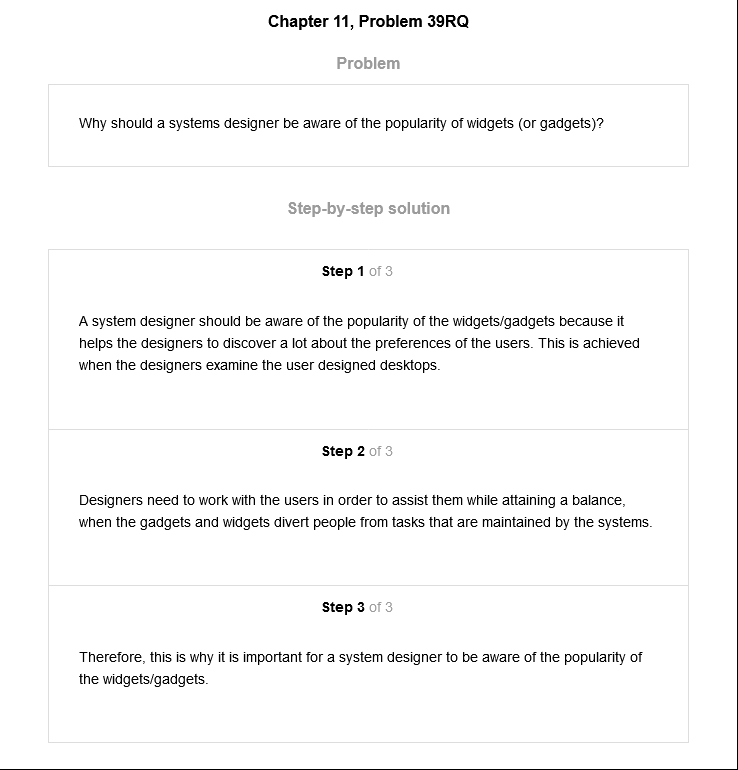 Chapter 11, Problem 39RQ
Problem
Why should a systems designer be aware of the popularity of widgets (or gadgets)?
Step-by-step solution
Step 1 of 3
A system designer should be aware of the popularity of the widgets/gadgets because it
helps the designers to discover a lot about the preferences of the users. This is achieved
when the designers examine the user designed desktops.
Step 2 of 3
Designers need to work with the users in order to assist them while attaining a balance,
when the gadgets and widgets divert people from tasks that are maintained by the systems.
Step 3 of 3
Therefore, this is why it is important for a system designer to be aware of the popularity of
the widgets/gadgets.